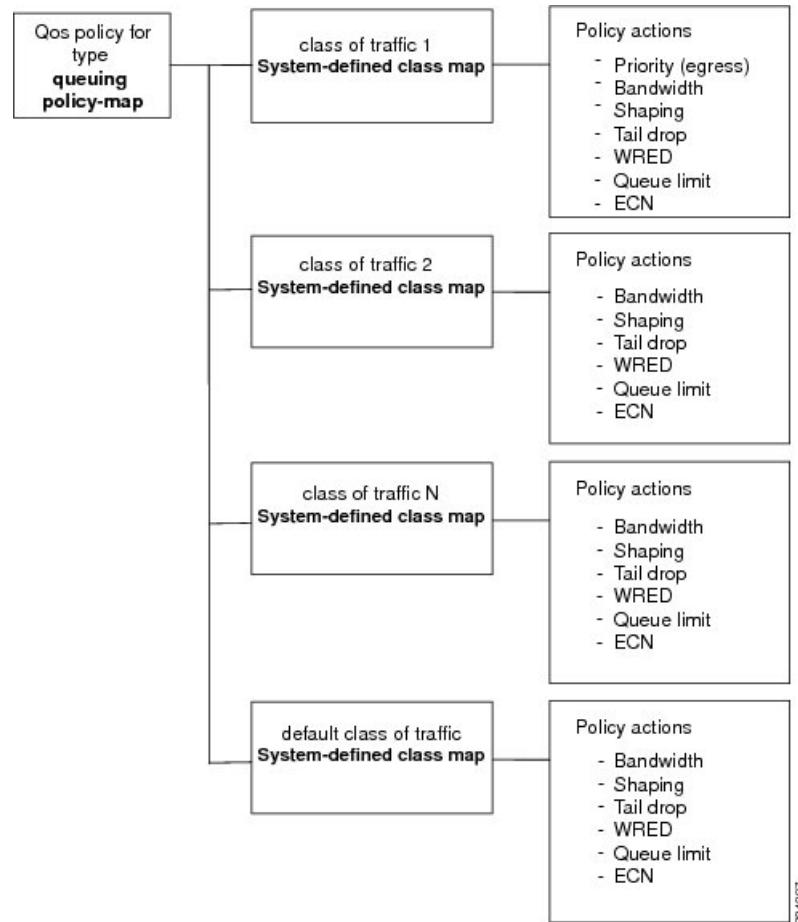 Qos policy for
type
queuing
policy-map
class of traffic 1
System-defined class map
Policy actions
- Priority (egress)
- Bandwidth
- Shaping
- Tail drop
- WRED
- Queue limit
- ECN
class of traffic 2
System-defined class map
Policy actions
- Bandwidth
- Shaping
- Tail drop
- WRED
- Queue limit
- ECN
class of traffic N
System-defined class map
Policy actions
- Bandwidth
- Shaping
- Tail drop
- WRED
- Queue limit
- ECN
default class of traffic
System-defined class map
Policy actions
- Bandwidth
- Shaping
- Tail drop
- WRED
- Queue limit
- ECN